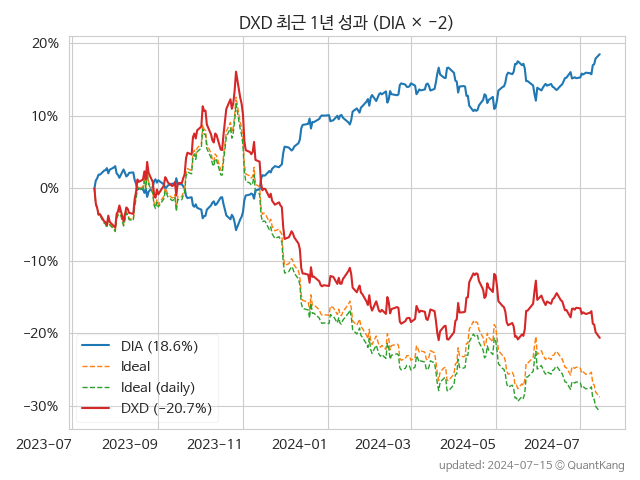 DXD 최근 1년 성과 (DIA × −2)
20%
10%
0%
−10%
−20%
−30%
DIA (18.6%)
Ideal
Ideal (daily)
DXD (−20.7%)
2023-07 2023-09 2023-11 2024-01 2024-03 2024-05 2024-07
updated: 2024-07-15 © QuantKang